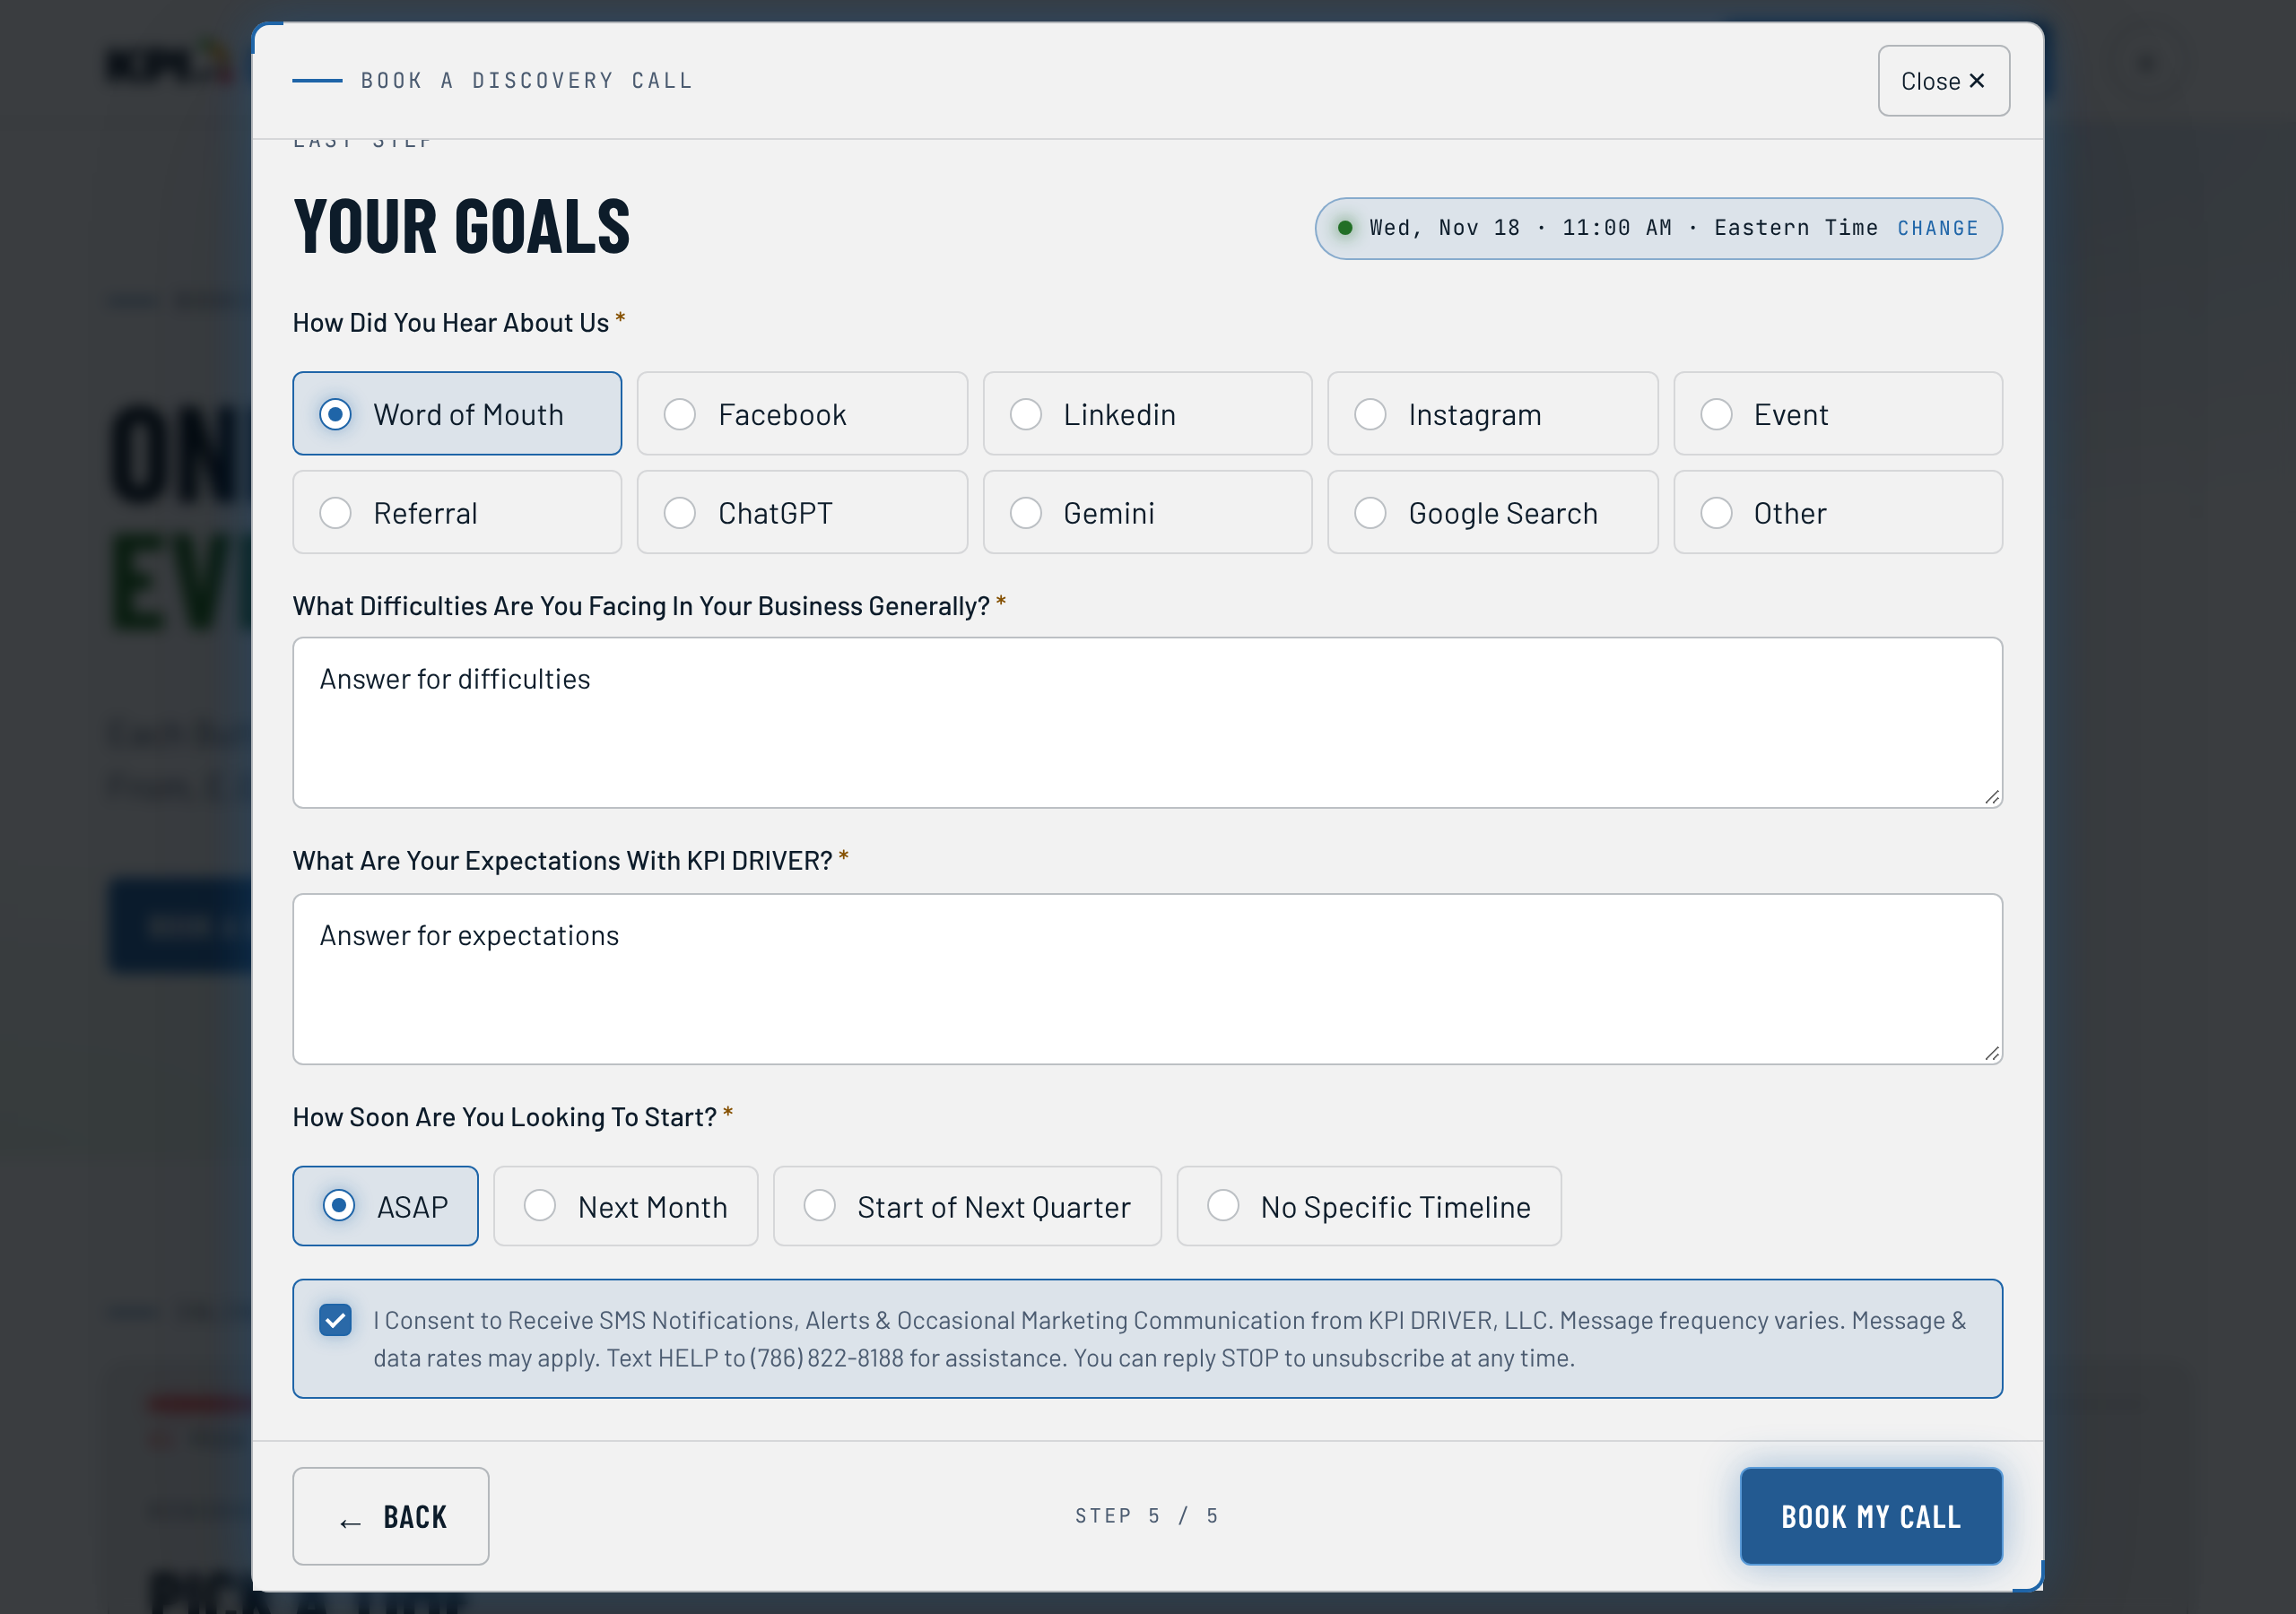 BOOK A DISCOVERY CALL
Close ✕
LAST STEP
YOUR GOALS
Wed, Nov 18 · 11:00 AM · Eastern Time CHANGE
How Did You Hear About Us *
Word of Mouth
Facebook
Linkedin
Instagram
Event
Referral
ChatGPT
Gemini
Google Search
Other
What Difficulties Are You Facing In Your Business Generally? *
Answer for difficulties
What Are Your Expectations With KPI DRIVER? *
Answer for expectations
How Soon Are You Looking To Start? *
ASAP
Next Month
Start of Next Quarter
No Specific Timeline
I Consent to Receive SMS Notifications, Alerts & Occasional Marketing Communication from KPI DRIVER, LLC. Message frequency varies. Message &
data rates may apply. Text HELP to (786) 822-8188 for assistance. You can reply STOP to unsubscribe at any time.
← BACK
STEP 5 / 5
BOOK MY CALL